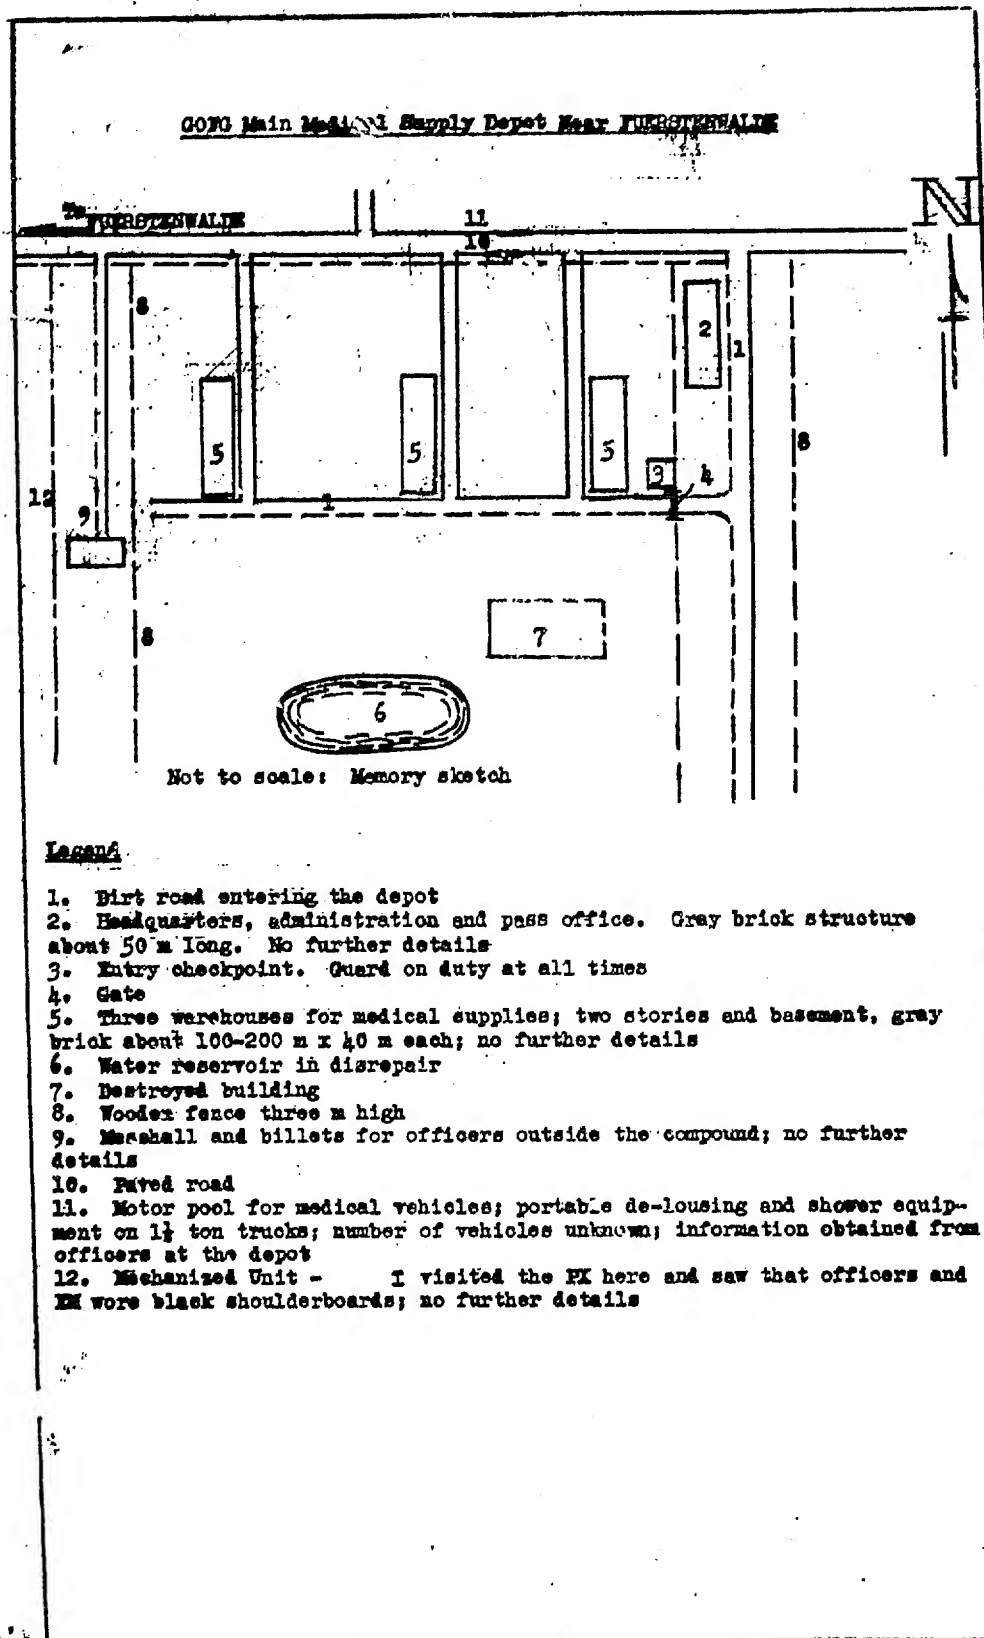 GOFG Main Medical Supply Depot Near FUERSTENWALDE
N
To
FUERSTENWALDE
11
10
8
2
1
5
5
5
3
4
8
12
9
1
8
7
6
Not to scale: Memory sketch
Legend
1. Dirt road entering the depot
2. Headquarters, administration and pass office. Gray brick structure
about 50 m long. No further details
3. Entry checkpoint. Guard on duty at all times
4. Gate
5. Three warehouses for medical supplies; two stories and basement, gray
brick about 100-200 m x 40 m each; no further details
6. Water reservoir in disrepair
7. Destroyed building
8. Wooden fence three m high
9. Messhall and billets for officers outside the compound; no further
details
10. Paved road
11. Motor pool for medical vehicles; portable de-lousing and shower equip-
ment on 1½ ton trucks; number of vehicles unknown; information obtained from
officers at the depot
12. Mechanized Unit - I visited the PX here and saw that officers and
EM wore black shoulderboards; no further details